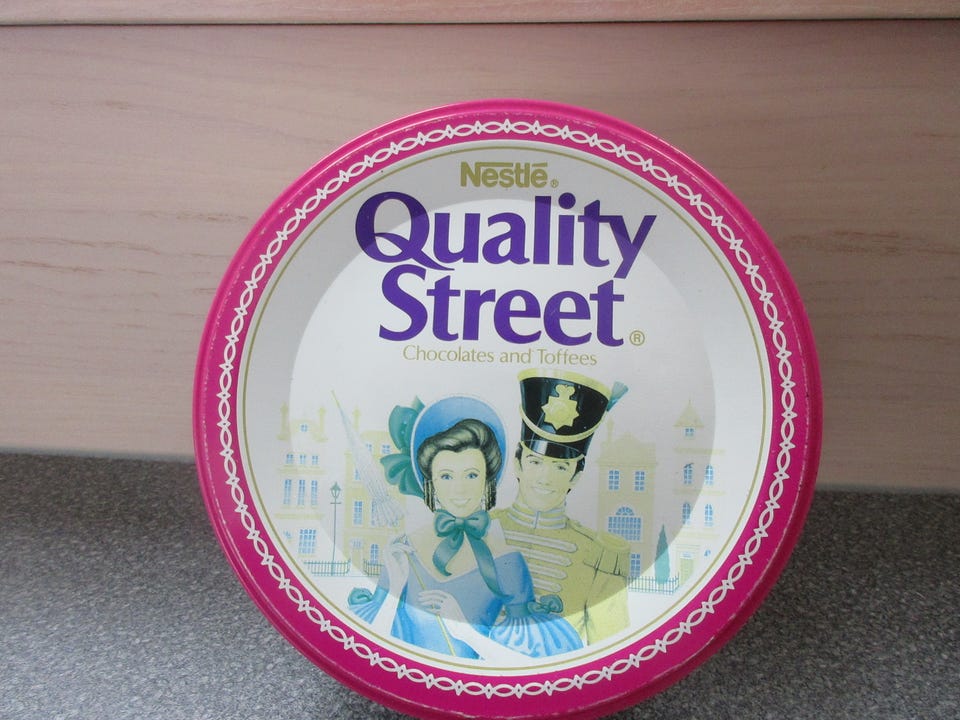 Nestlé®
Quality
Street®
Chocolates and Toffees